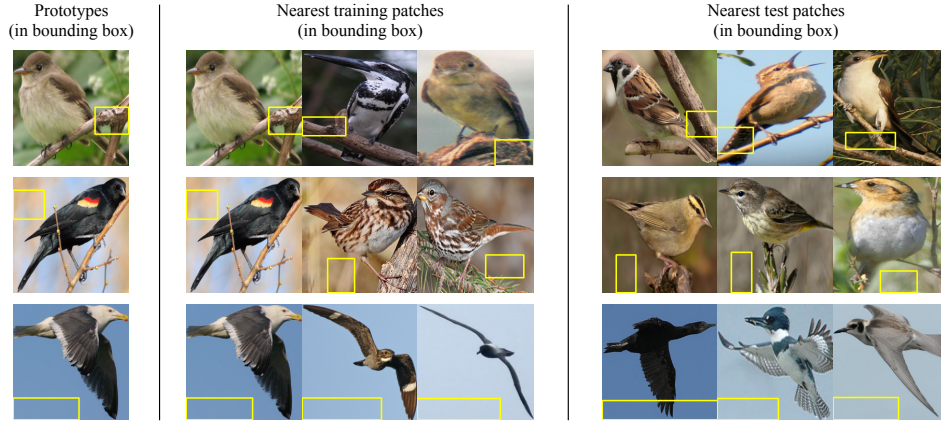 Prototypes
(in bounding box)
Nearest training patches
(in bounding box)
Nearest test patches
(in bounding box)